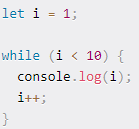 let i = 1;

while (i < 10) {
  console.log(i);
  i++;
}